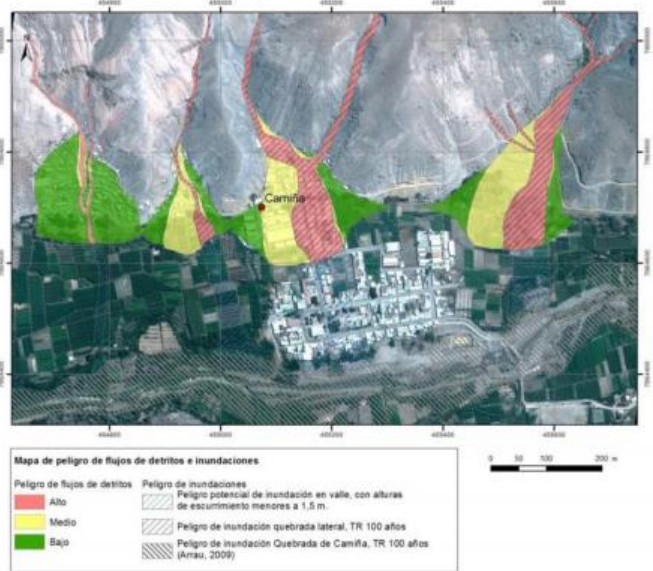 N
Camiña
Mapa de peligro de flujos de detritos e inundaciones
Peligro de flujos de detritos
Alto
Medio
Bajo
Peligro de inundaciones
Peligro potencial de inundación en valle, con alturas
de escurrimiento menores a 1,5 m.
Peligro de inundación quebrada lateral, TR 100 años
Peligro de inundación Quebrada de Camiña, TR 100 años
(Arrau, 2009)
0 50 100 200 m